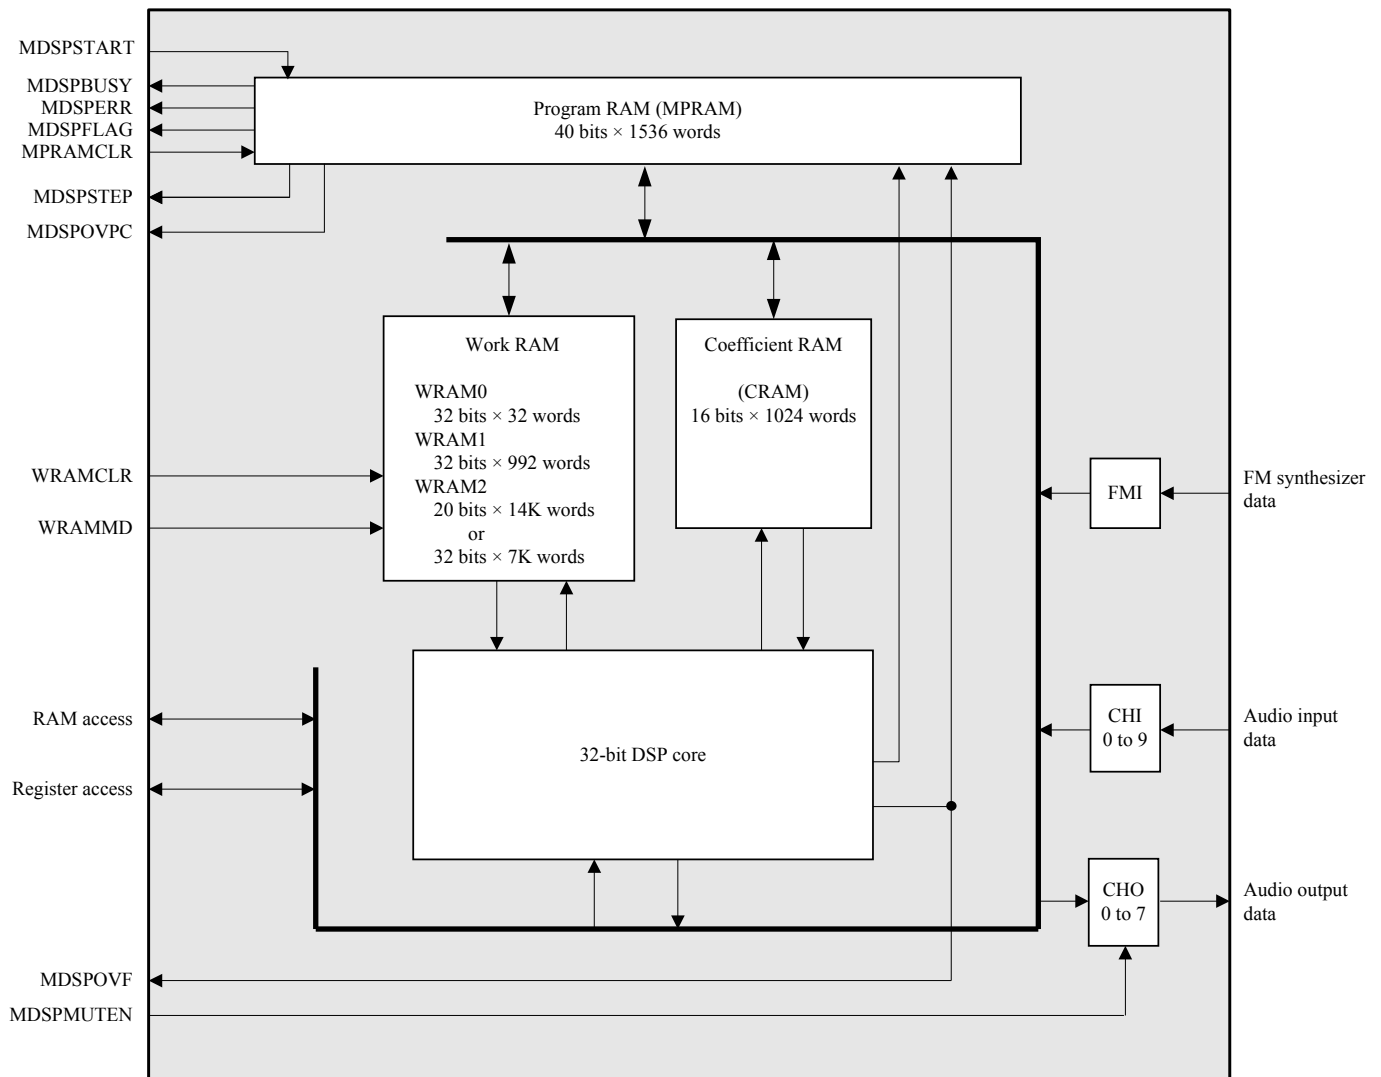 MDSPSTART
MDSPBUSY
MDSPERR
MDSPFLAG
MPRAMCLR
MDSPSTEP
MDSPOVPC
Program RAM (MPRAM)
40 bits × 1536 words
Work RAM
WRAM0
32 bits × 32 words
WRAM1
32 bits × 992 words
WRAM2
20 bits × 14K words
or
32 bits × 7K words
Coefficient RAM
(CRAM)
16 bits × 1024 words
WRAMCLR
WRAMMD
FMI
FM synthesizer
data
RAM access
Register access
32-bit DSP core
CHI
0 to 9
Audio input
data
CHO
0 to 7
Audio output
data
MDSPOVF
MDSPMUTEN